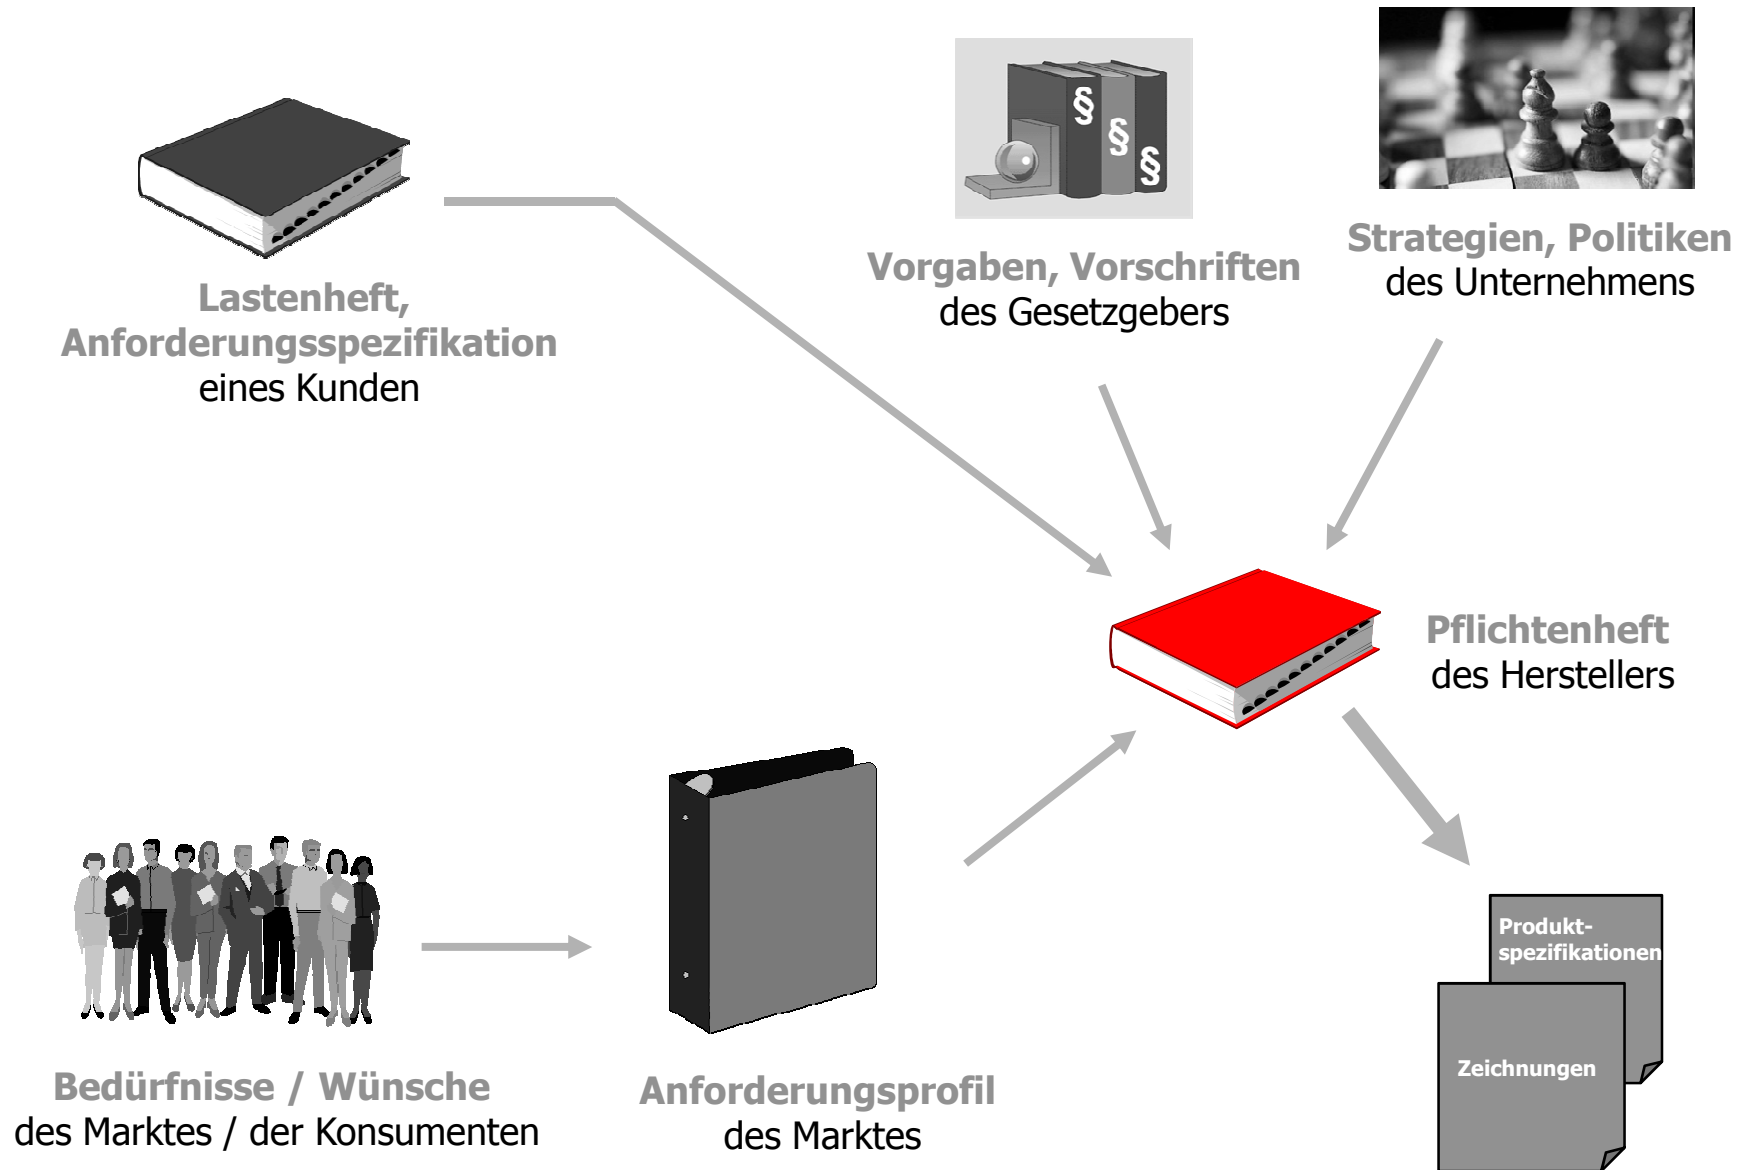 Lastenheft,
Anforderungsspezifikation
eines Kunden
§
§
§
Vorgaben, Vorschriften
des Gesetzgebers
Strategien, Politiken
des Unternehmens
Pflichtenheft
des Herstellers
Bedürfnisse / Wünsche
des Marktes / der Konsumenten
Anforderungsprofil
des Marktes
Produkt-
spezifikationen
Zeichnungen